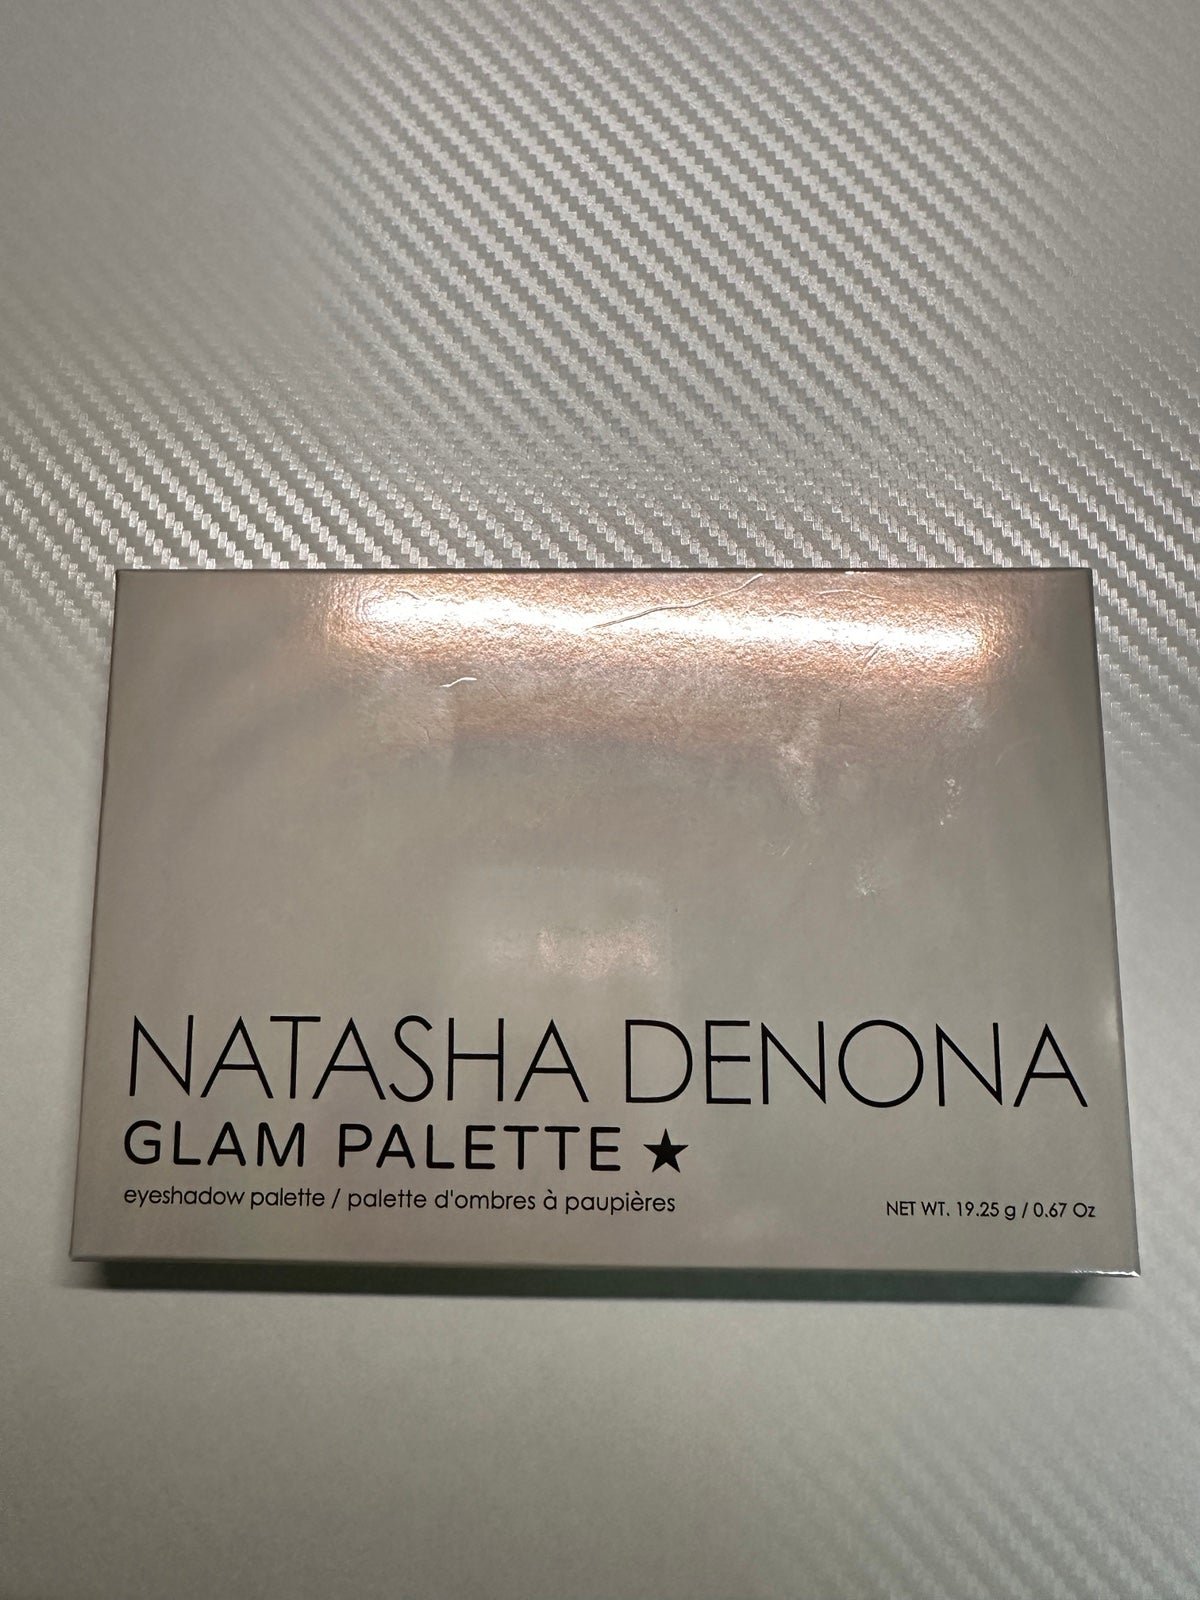 NATASHA DENONA
GLAM PALETTE ★
eyeshadow palette / palette d'ombres à paupières
NET WT. 19.25 g / 0.67 Oz